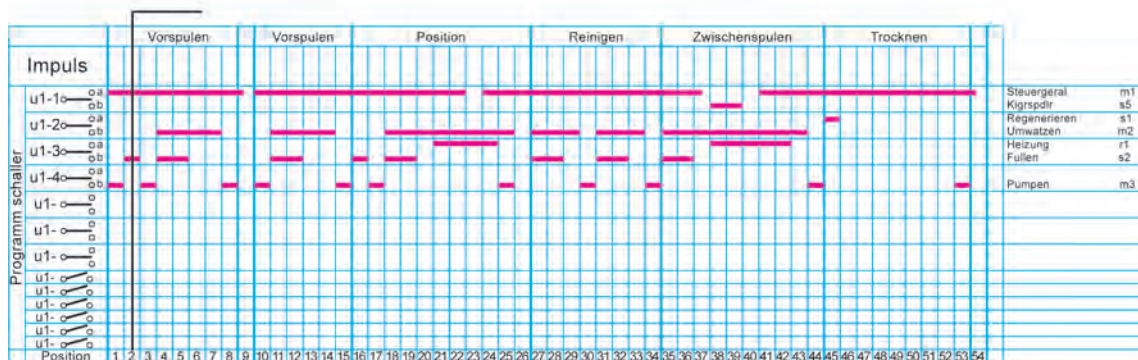 Vorspulen Vorspulen Position Reinigen Zwischenspulen Trocknen
Impuls
Programm schaller
u1-1 a Steuergeral m1
b Kigrspdlr s5
u1-2 a Regenerieren s1
b Umwatzen m2
u1-3 a Heizung r1
b Fullen s2
u1-4 a
b Pumpen m3
u1-
u1-
u1-
u1-
u1-
u1-
u1-
u1-
u1-
Position 1 2 3 4 5 6 7 8 9 10 11 12 13 14 15 16 17 18 19 20 21 22 23 24 25 26 27 28 29 30 31 32 33 34 35 36 37 38 39 40 41 42 43 44 45 46 47 48 49 50 51 52 53 54